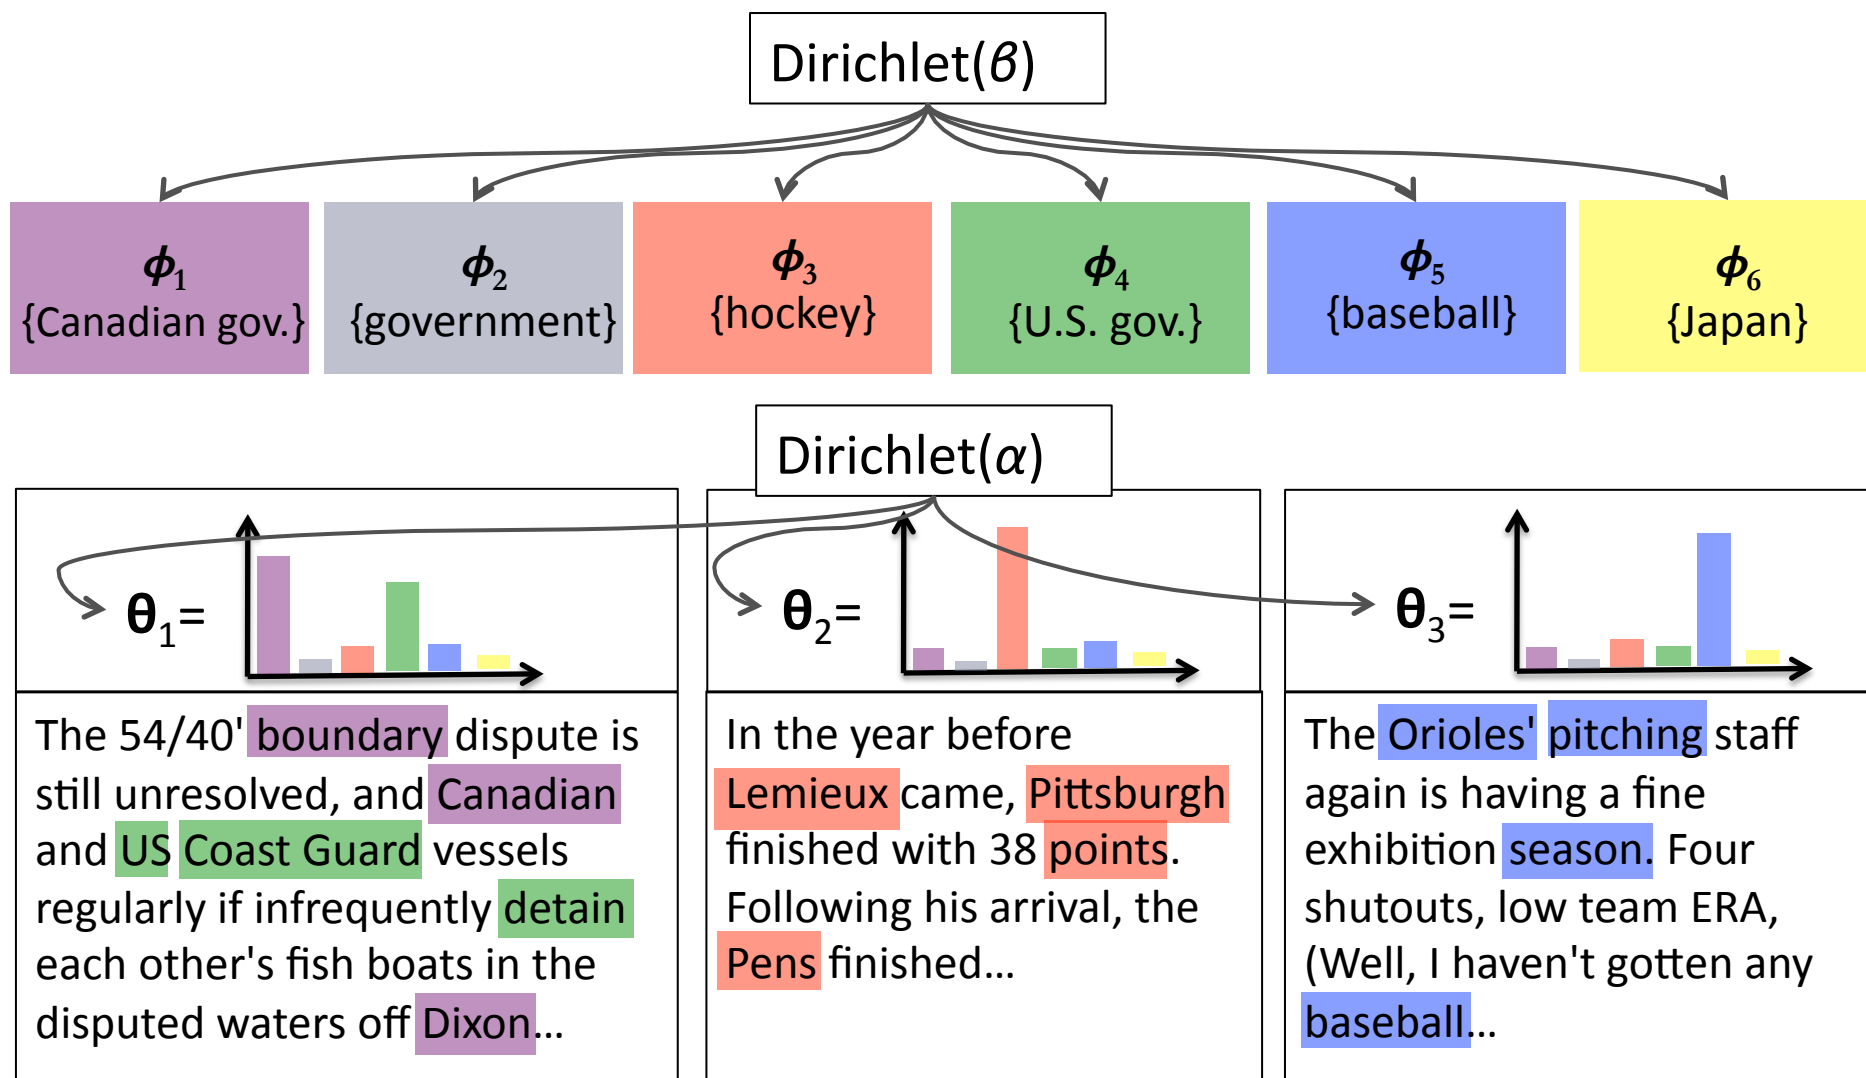 Dirichlet(β)
ϕ1
{Canadian gov.}
ϕ2
{government}
ϕ3
{hockey}
ϕ4
{U.S. gov.}
ϕ5
{baseball}
ϕ6
{Japan}
Dirichlet(α)
θ1=
θ2=
θ3=
The 54/40' boundary dispute is
still unresolved, and Canadian
and US Coast Guard vessels
regularly if infrequently detain
each other's fish boats in the
disputed waters off Dixon…
In the year before
Lemieux came, Pittsburgh
finished with 38 points.
Following his arrival, the
Pens finished…
The Orioles' pitching staff
again is having a fine
exhibition season. Four
shutouts, low team ERA,
(Well, I haven't gotten any
baseball…